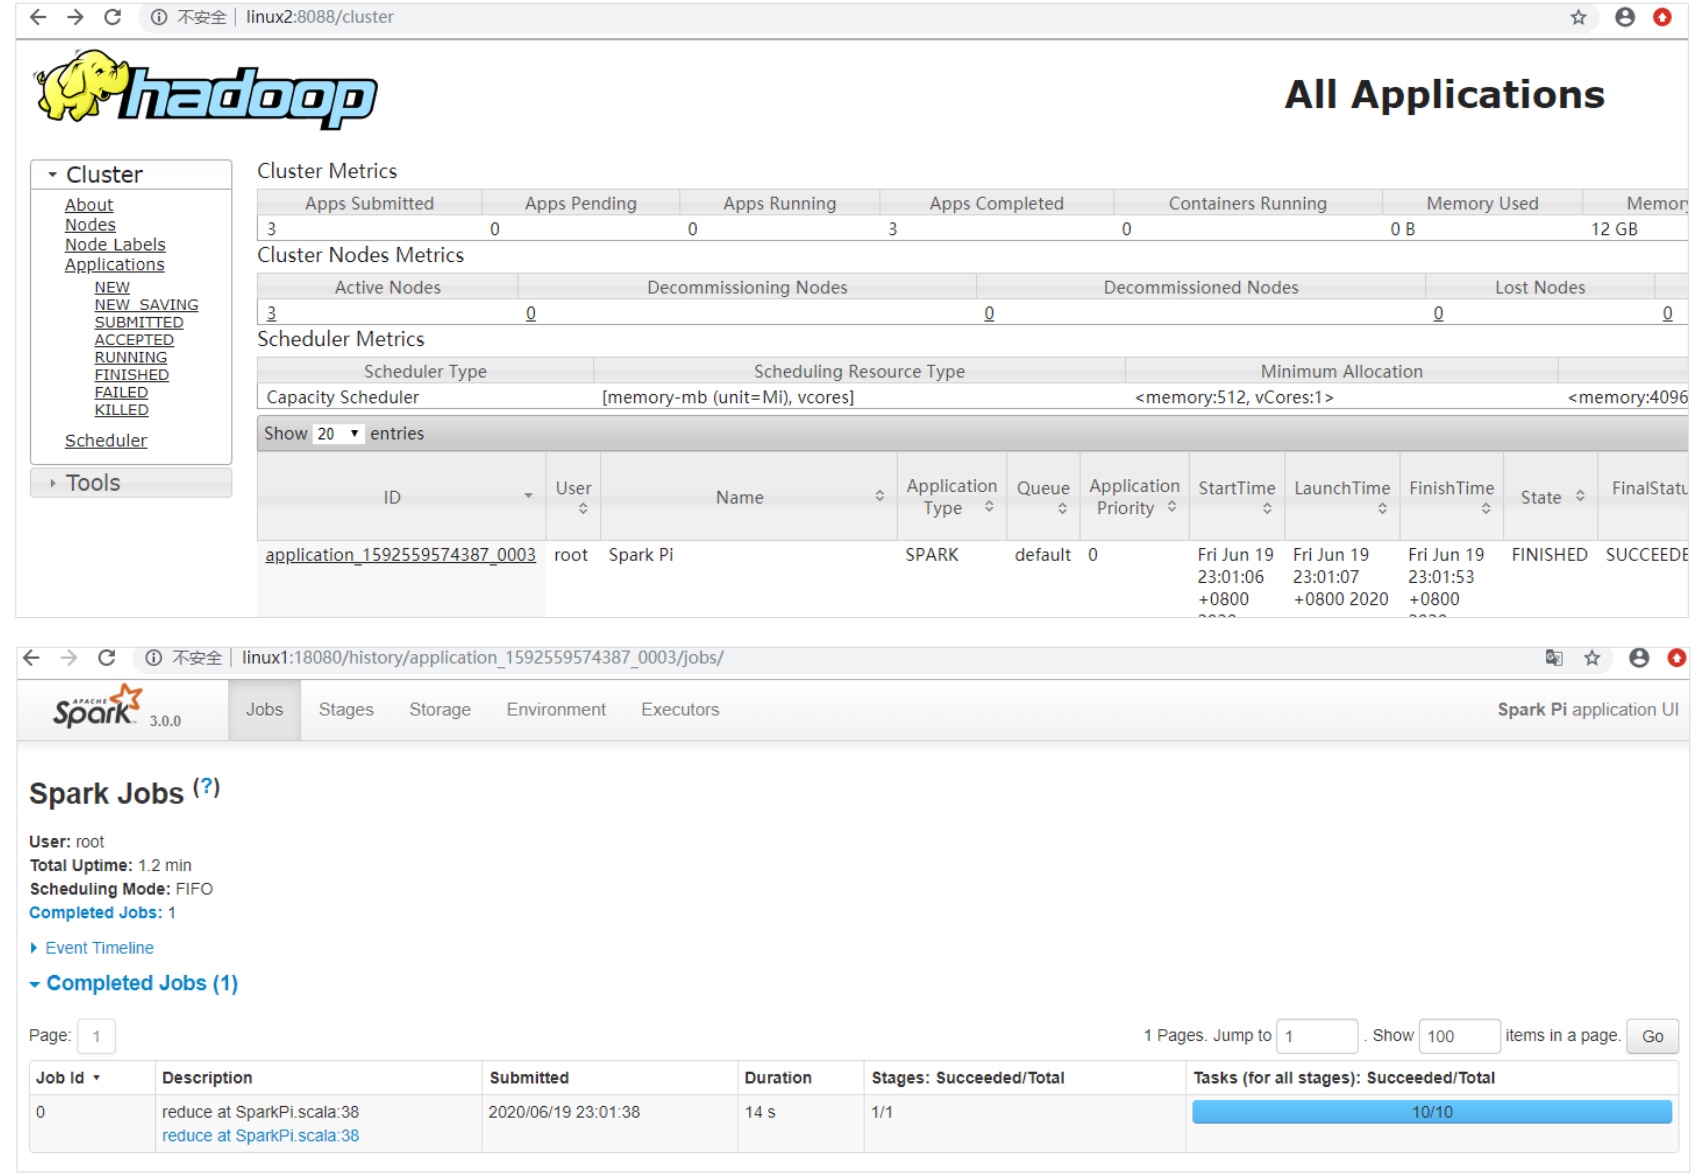 不安全 | linux2:8088/cluster
hadoop
All Applications
Cluster
About
Nodes
Node Labels
Applications
NEW
NEW_SAVING
SUBMITTED
ACCEPTED
RUNNING
FINISHED
FAILED
KILLED
Scheduler
Tools
Cluster Metrics
Apps Submitted Apps Pending Apps Running Apps Completed Containers Running Memory Used Memory
3 0 0 3 0 0 B 12 GB
Cluster Nodes Metrics
Active Nodes Decommissioning Nodes Decommissioned Nodes Lost Nodes
3 0 0 0 0
Scheduler Metrics
Scheduler Type Scheduling Resource Type Minimum Allocation
Capacity Scheduler [memory-mb (unit=Mi), vcores] <memory:512, vCores:1> <memory:4096
Show 20 entries
ID User Name Application Type Queue Application Priority StartTime LaunchTime FinishTime State FinalStatu
application_1592559574387_0003 root Spark Pi SPARK default 0 Fri Jun 19 Fri Jun 19 Fri Jun 19 FINISHED SUCCEEDE
23:01:06 23:01:07 23:01:53
+0800 +0800 2020 +0800
2020 2020
不安全 | linux1:18080/history/application_1592559574387_0003/jobs/
APACHE Spark 3.0.0 Jobs Stages Storage Environment Executors Spark Pi application UI
Spark Jobs (?)
User: root
Total Uptime: 1.2 min
Scheduling Mode: FIFO
Completed Jobs: 1
Event Timeline
Completed Jobs (1)
Page: 1 1 Pages. Jump to 1 . Show 100 items in a page. Go
Job Id Description Submitted Duration Stages: Succeeded/Total Tasks (for all stages): Succeeded/Total
0 reduce at SparkPi.scala:38 2020/06/19 23:01:38 14 s 1/1 10/10
reduce at SparkPi.scala:38